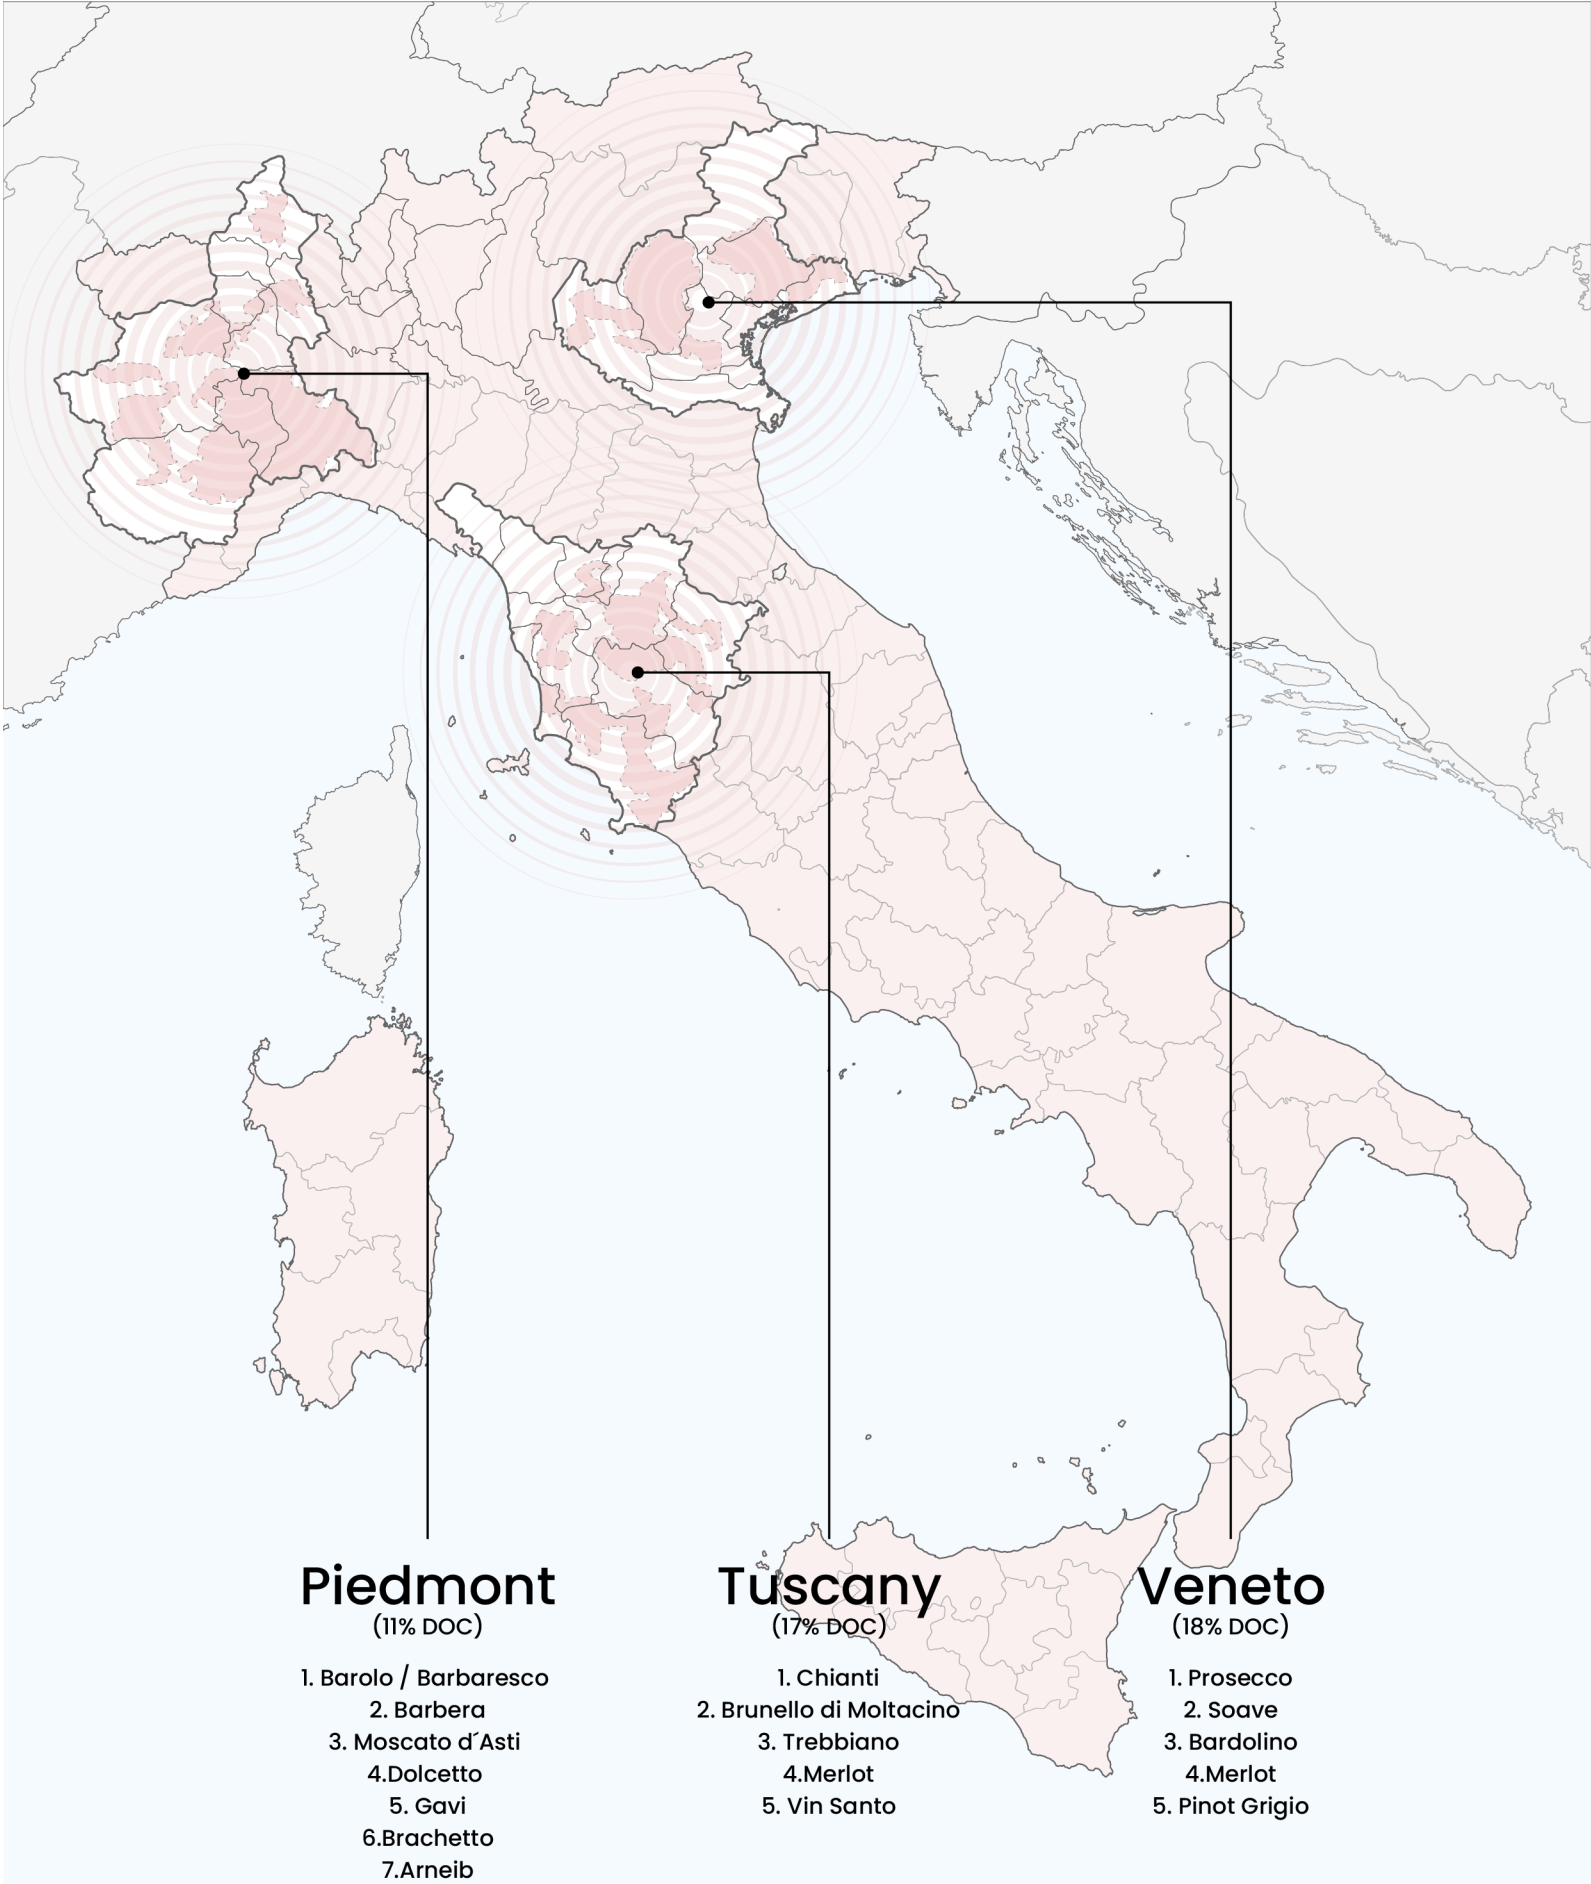 Piedmont
(11% DOC)
1. Barolo / Barbaresco
2. Barbera
3. Moscato d´Asti
4.Dolcetto
5. Gavi
6.Brachetto
7.Arneib
Tuscany
(17% DOC)
1. Chianti
2. Brunello di Moltacino
3. Trebbiano
4.Merlot
5. Vin Santo
Veneto
(18% DOC)
1. Prosecco
2. Soave
3. Bardolino
4.Merlot
5. Pinot Grigio